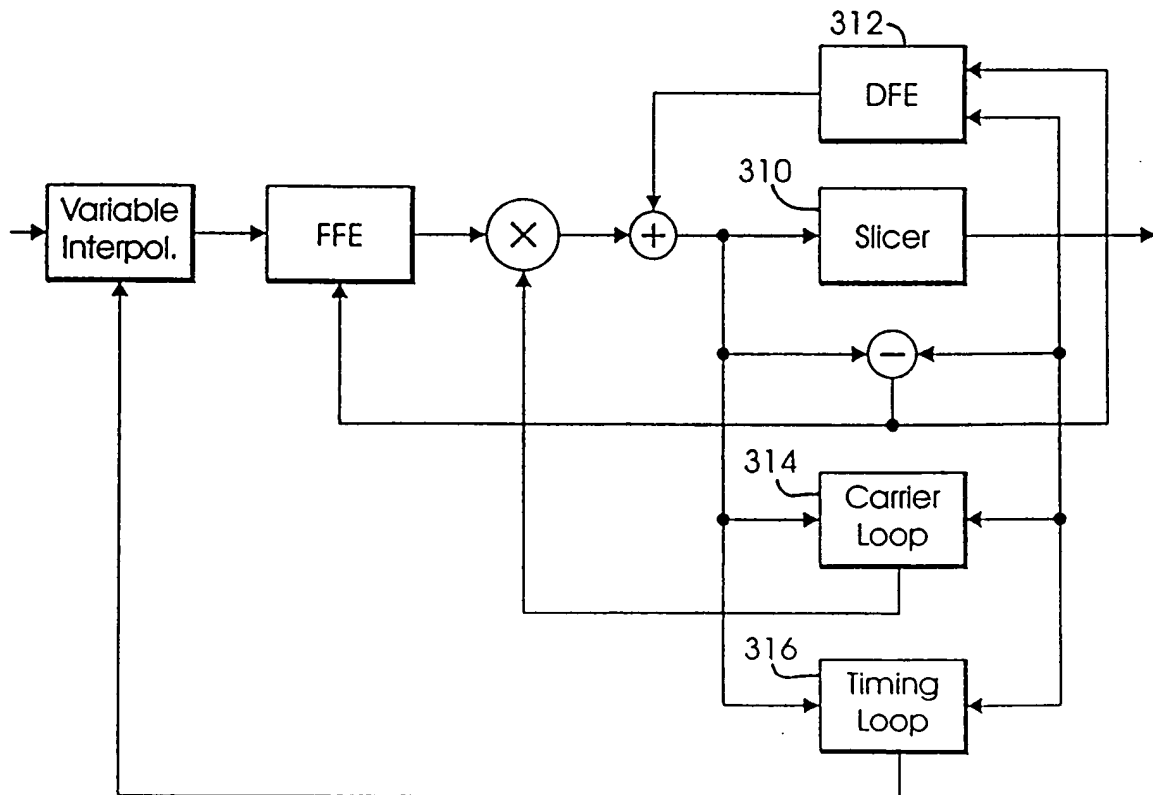 312
DFE
310
Variable
Interpol.
FFE
×
+
Slicer
−
314
Carrier
Loop
316
Timing
Loop